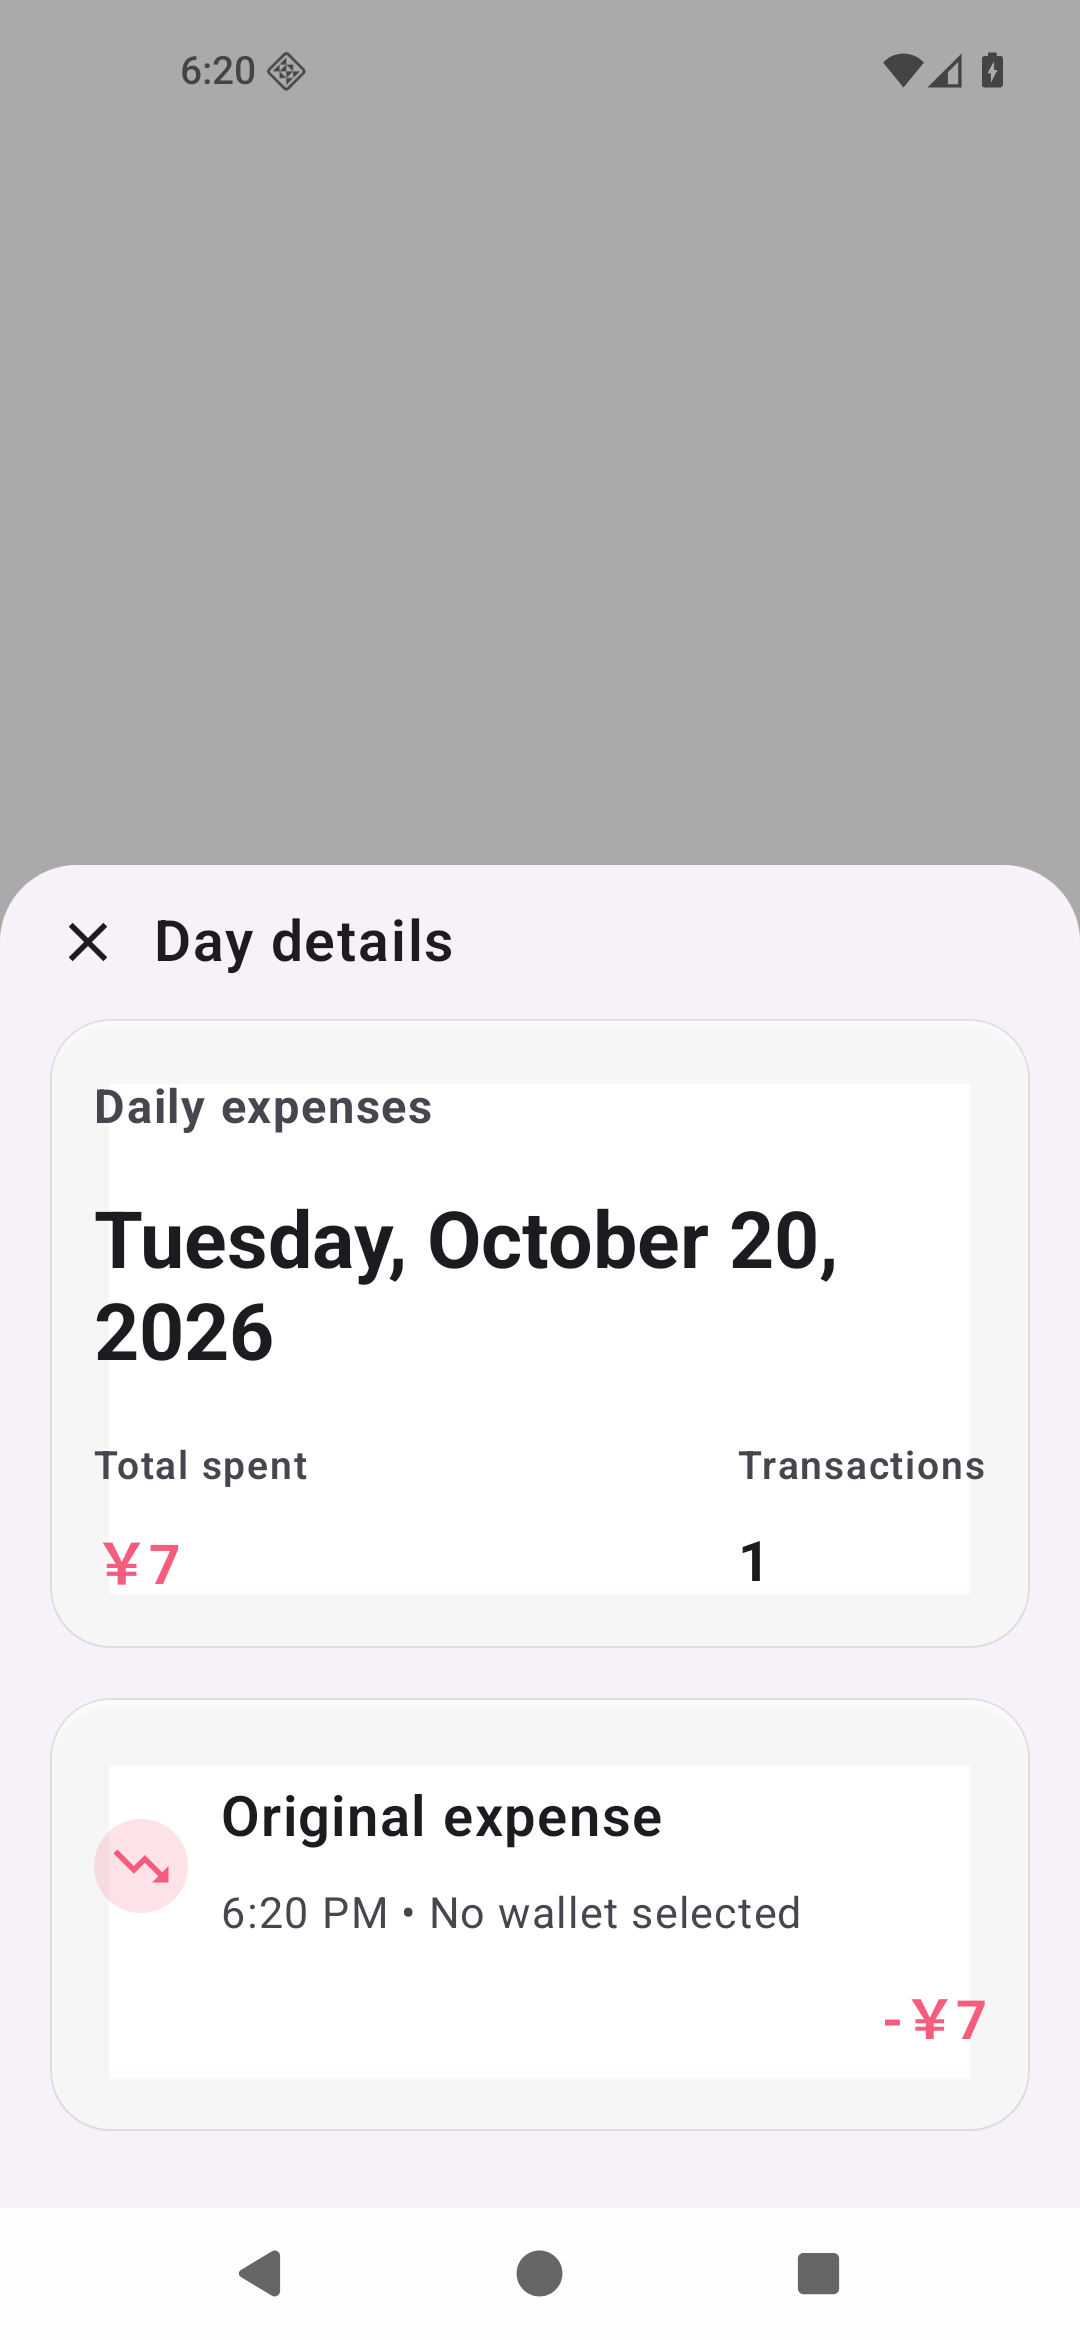 6:20
Day details
Daily expenses
Tuesday, October 20,
2026
Total spent
Transactions
¥7
1
Original expense
6:20 PM • No wallet selected
-¥7